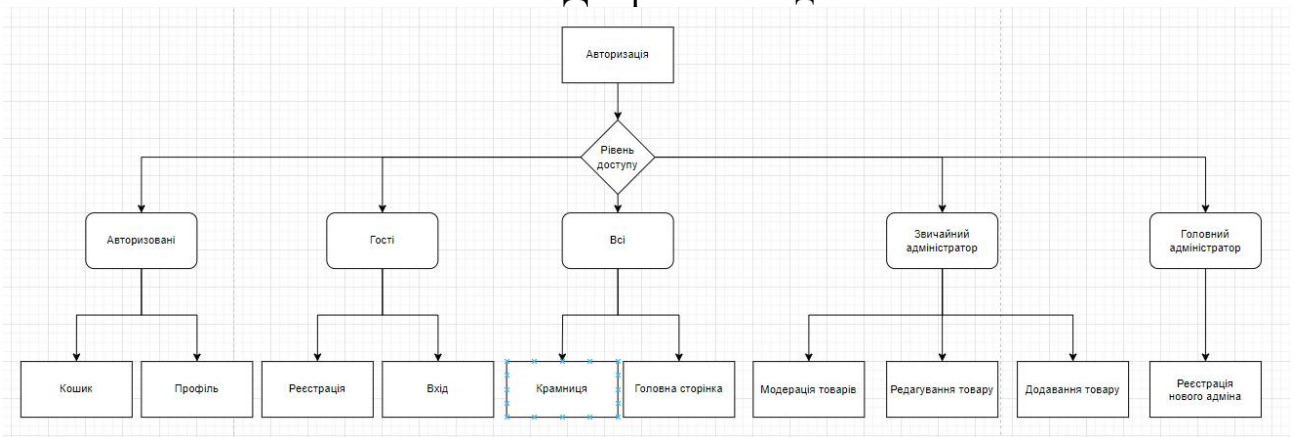 Авторизація
Рівень
доступу
Авторизовані
Гості
Всі
Звичайний
адміністратор
Головний
адміністратор
Кошик
Профіль
Реєстрація
Вхід
Крамниця
Головна сторінка
Модерація товарів
Редагування товару
Додавання товару
Реєстрація
нового адміна